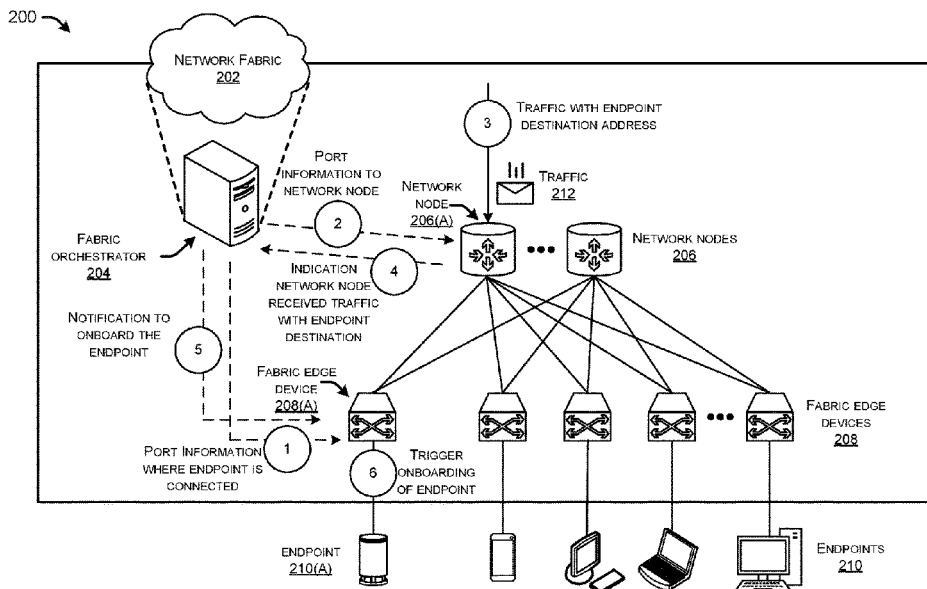 200
NETWORK FABRIC
202
3
TRAFFIC WITH ENDPOINT
DESTINATION ADDRESS
PORT
INFORMATION TO
NETWORK NODE
2
NETWORK
NODE
206(A)
TRAFFIC
212
FABRIC
ORCHESTRATOR
204
4
NETWORK NODES
206
INDICATION
NETWORK NODE
RECEIVED TRAFFIC
WITH ENDPOINT
DESTINATION
NOTIFICATION TO
ONBOARD THE
ENDPOINT
5
FABRIC EDGE
DEVICE
208(A)
FABRIC EDGE
DEVICES
208
PORT INFORMATION
WHERE ENDPOINT IS
CONNECTED
1
6
TRIGGER
ONBOARDING
OF ENDPOINT
ENDPOINT
210(A)
ENDPOINTS
210